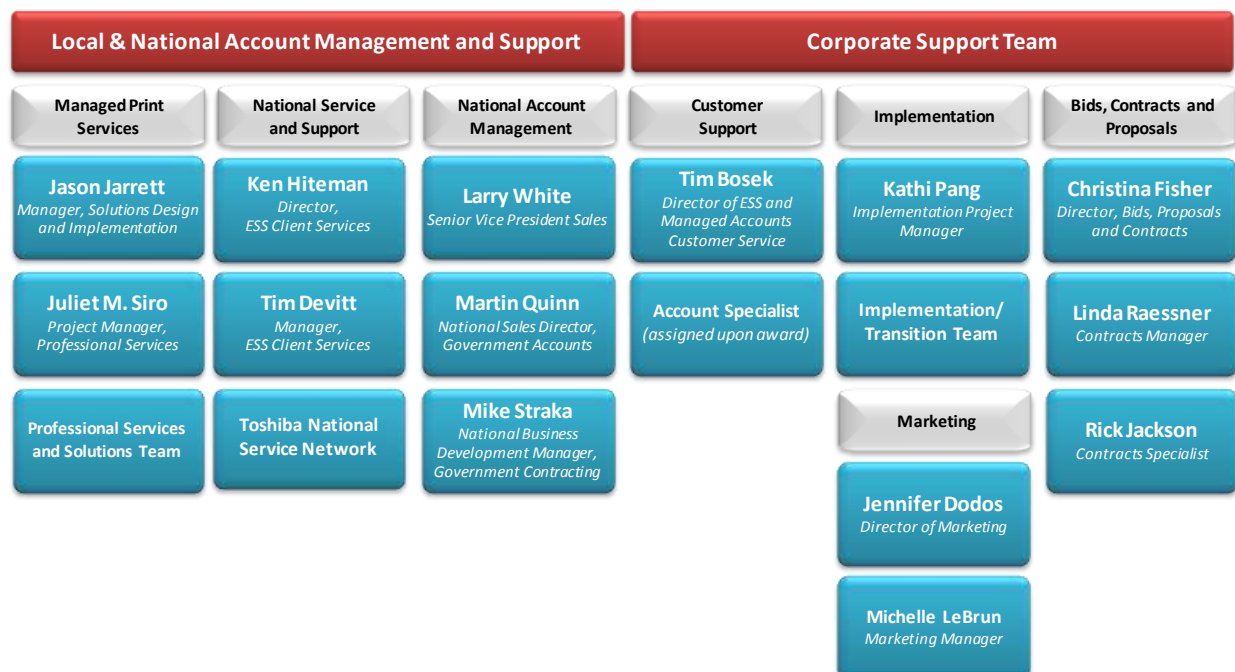 Local & National Account Management and Support
Corporate Support Team
Managed Print
Services
National Service
and Support
National Account
Management
Customer
Support
Implementation
Bids, Contracts and
Proposals
Jason Jarrett
Manager, Solutions Design
and Implementation
Ken Hiteman
Director,
ESS Client Services
Larry White
Senior Vice President Sales
Tim Bosek
Director of ESS and
Managed Accounts
Customer Service
Kathi Pang
Implementation Project
Manager
Christina Fisher
Director, Bids, Proposals
and Contracts
Juliet M. Siro
Project Manager,
Professional Services
Tim Devitt
Manager,
ESS Client Services
Martin Quinn
National Sales Director,
Government Accounts
Account Specialist
(assigned upon award)
Implementation/
Transition Team
Linda Raessner
Contracts Manager
Professional Services
and Solutions Team
Toshiba National
Service Network
Mike Straka
National Business
Development Manager,
Government Contracting
Marketing
Rick Jackson
Contracts Specialist
Jennifer Dodos
Director of Marketing
Michelle LeBrun
Marketing Manager